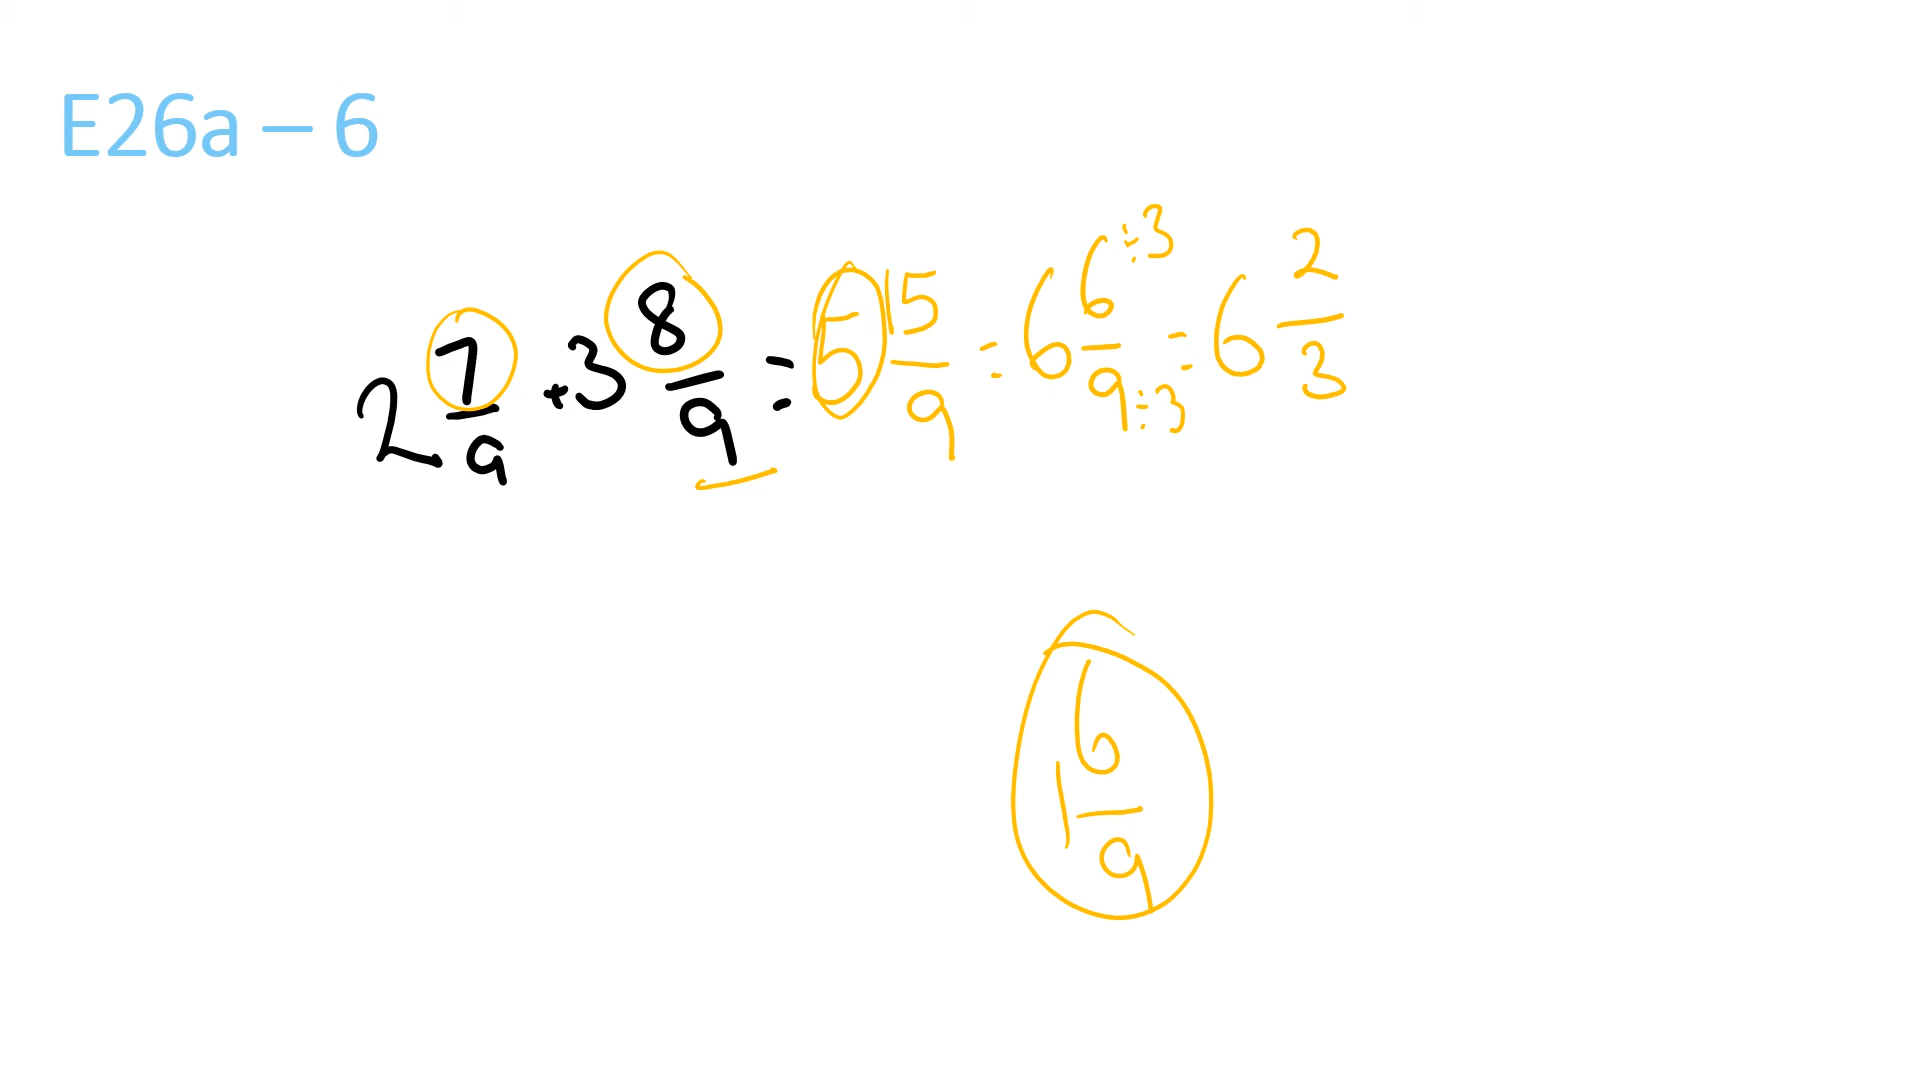 E26a – 6
2 7/9 + 3 8/9 = 5 15/9 = 6 6÷3/9÷3 = 6 2/3
1 6/9